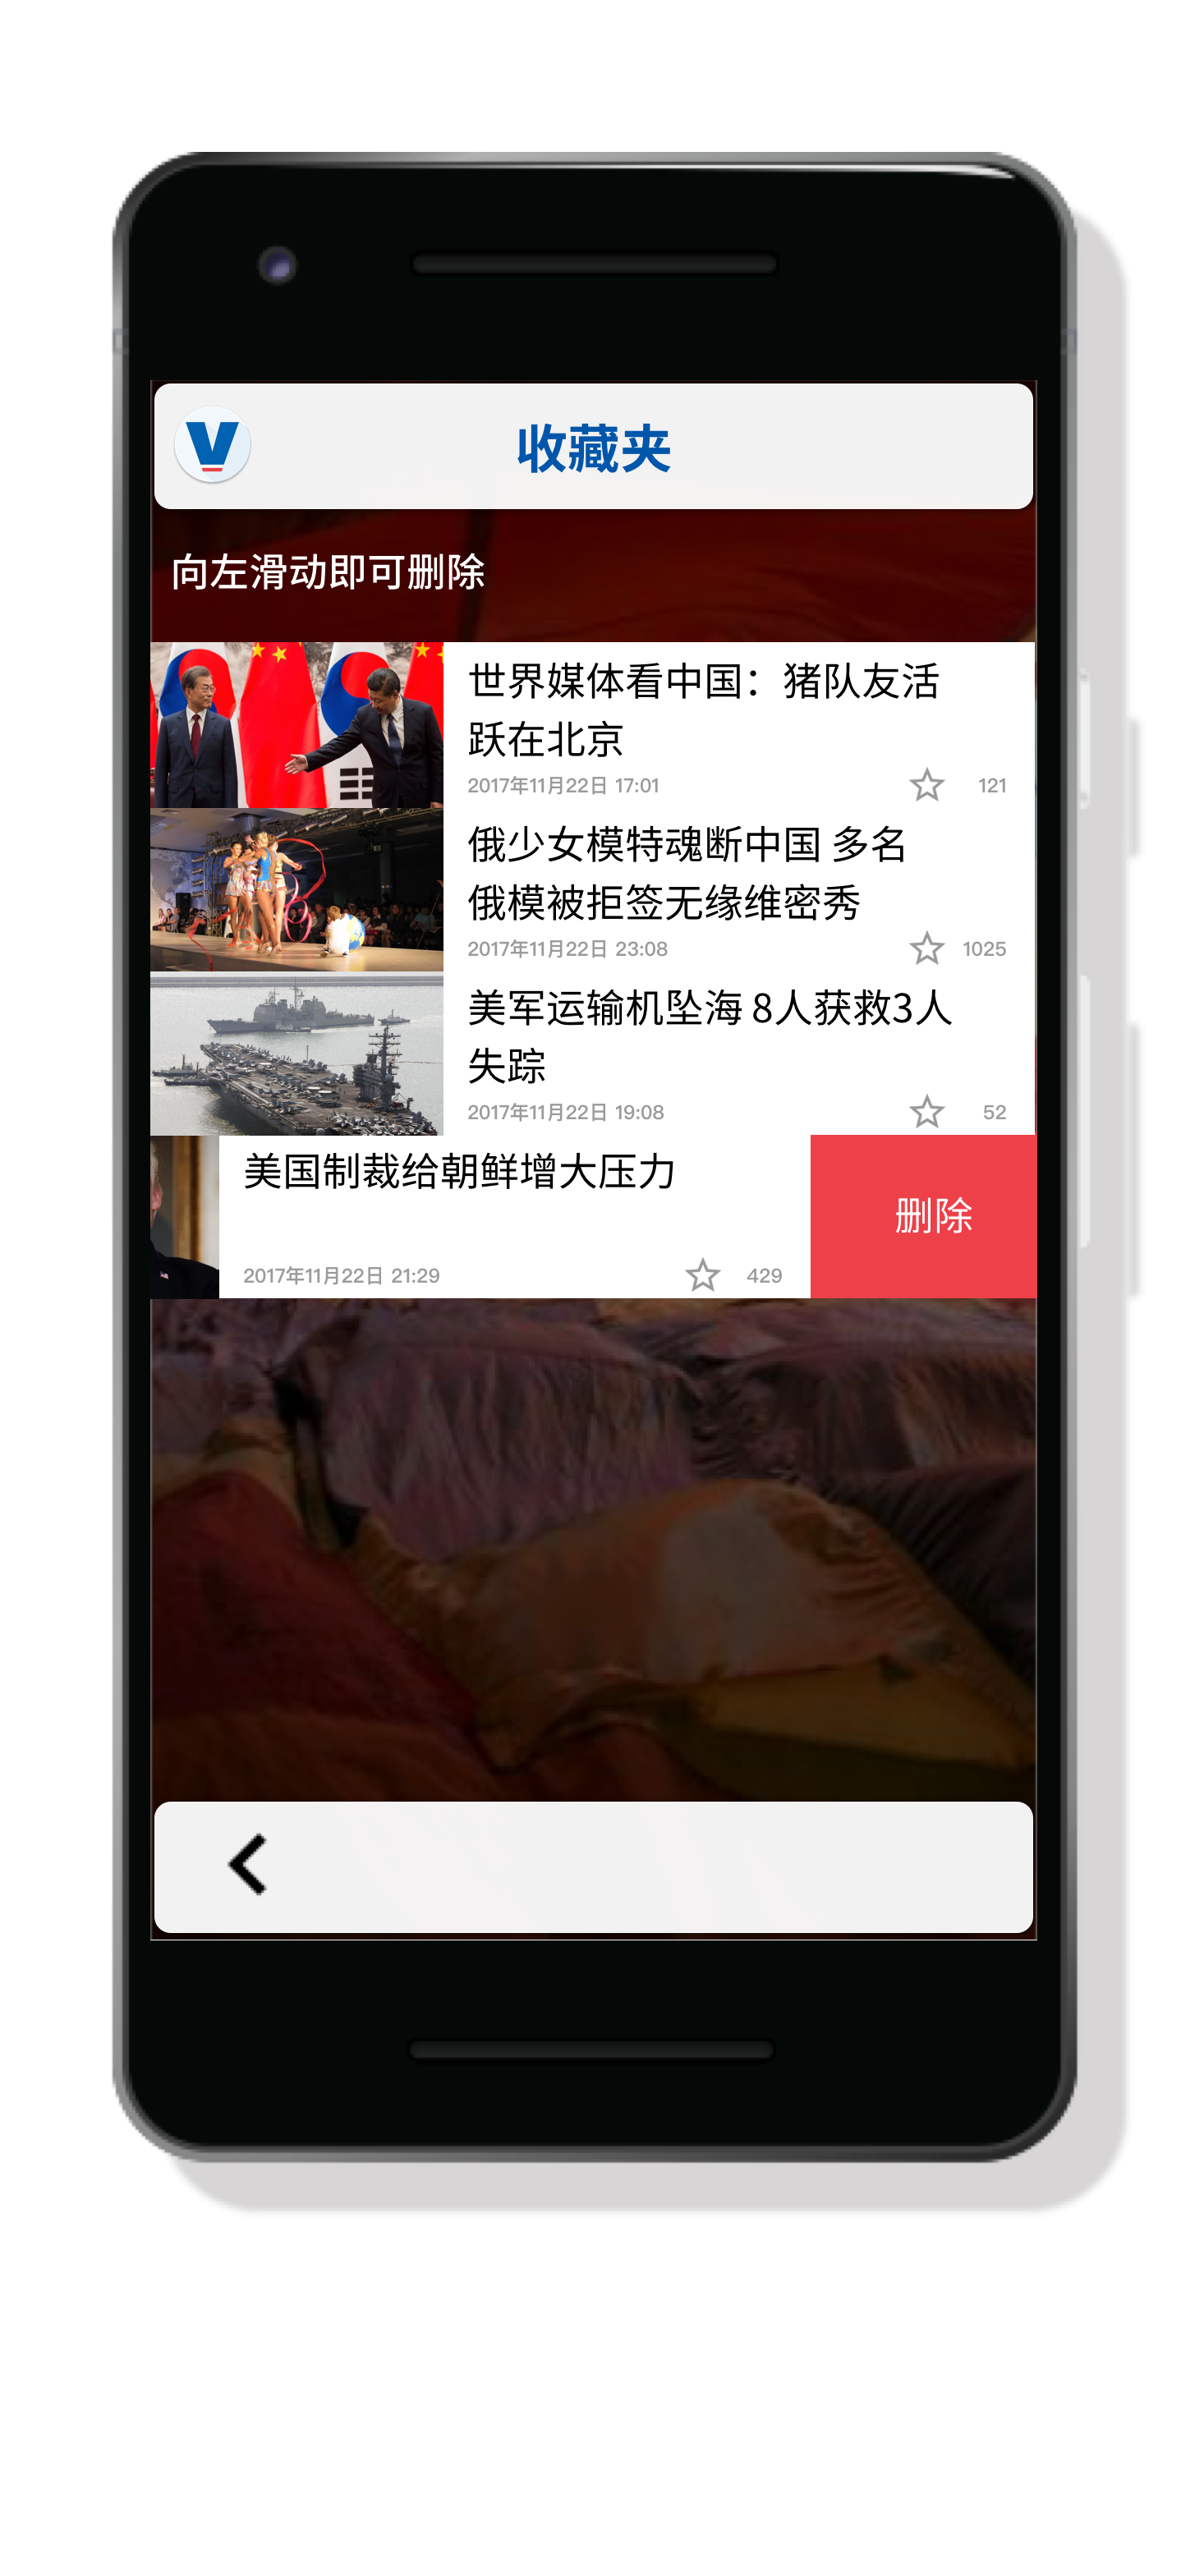 V
收藏夹
向左滑动即可删除
世界媒体看中国：猪队友活
跃在北京
2017年11月22日 17:01
121
俄少女模特魂断中国 多名
俄模被拒签无缘维密秀
2017年11月22日 23:08
1025
美军运输机坠海 8人获救3人
失踪
2017年11月22日 19:08
52
美国制裁给朝鲜增大压力
删除
2017年11月22日 21:29
429